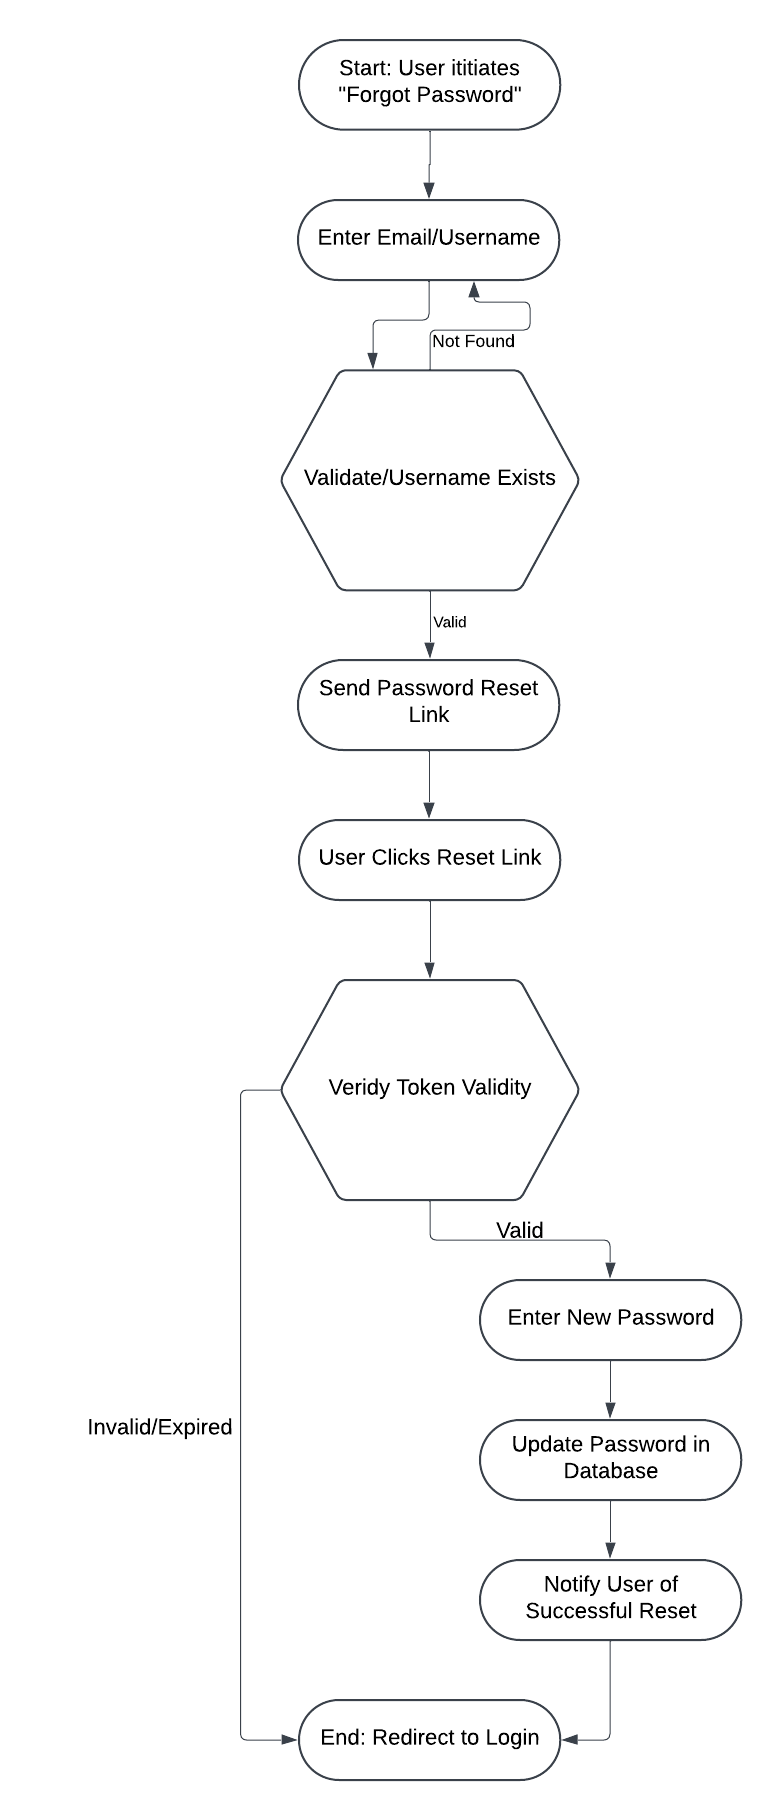 Start: User ititiates
"Forgot Password"
Enter Email/Username
Not Found
Validate/Username Exists
Valid
Send Password Reset
Link
User Clicks Reset Link
Veridy Token Validity
Valid
Enter New Password
Invalid/Expired
Update Password in
Database
Notify User of
Successful Reset
End: Redirect to Login